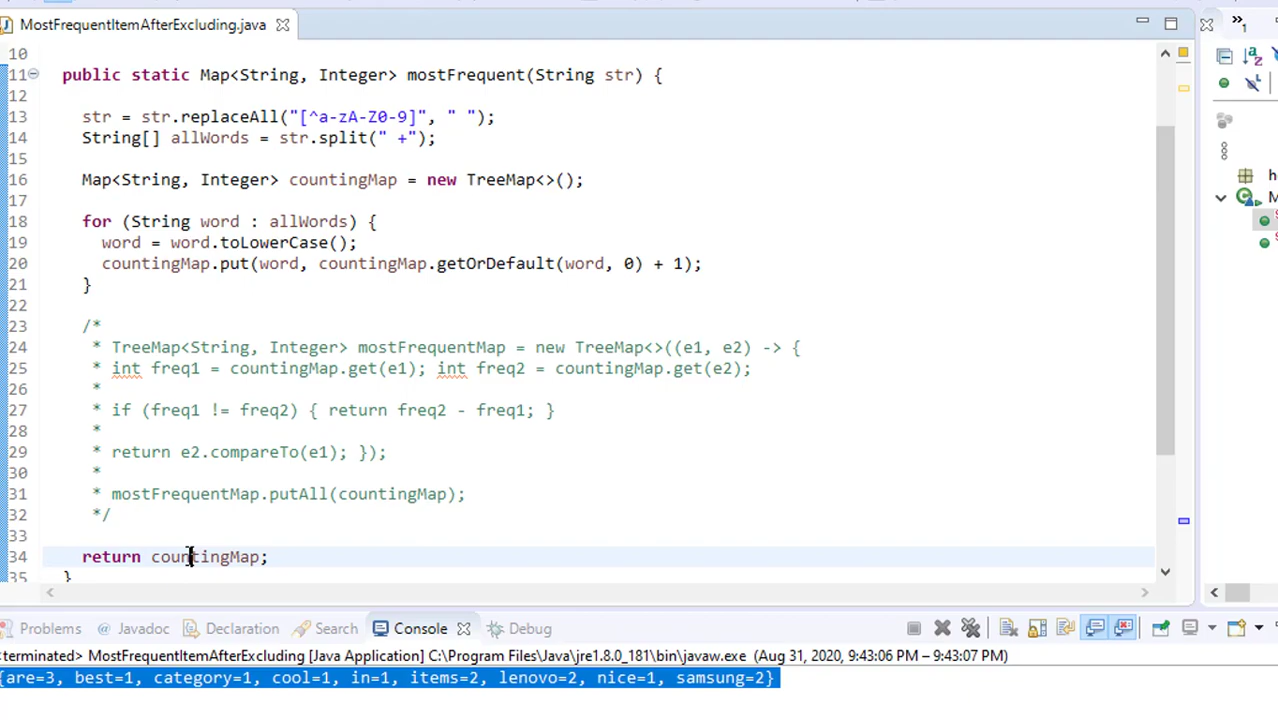 MostFrequentItemAfterExcluding.java
10
11 public static Map<String, Integer> mostFrequent(String str) {
12
13 str = str.replaceAll("[^a-zA-Z0-9]", " ");
14 String[] allWords = str.split(" +");
15
16 Map<String, Integer> countingMap = new TreeMap<>();
17
18 for (String word : allWords) {
19 word = word.toLowerCase();
20 countingMap.put(word, countingMap.getOrDefault(word, 0) + 1);
21 }
22
23 /*
24 * TreeMap<String, Integer> mostFrequentMap = new TreeMap<>((e1, e2) -> {
25 * int freq1 = countingMap.get(e1); int freq2 = countingMap.get(e2);
26 *
27 * if (freq1 != freq2) { return freq2 - freq1; }
28 *
29 * return e2.compareTo(e1); });
30 *
31 * mostFrequentMap.putAll(countingMap);
32 */
33
34 return countingMap;
35 }
Problems @ Javadoc Declaration Search Console Debug
<terminated> MostFrequentItemAfterExcluding [Java Application] C:\Program Files\Java\jre1.8.0_181\bin\javaw.exe (Aug 31, 2020, 9:43:06 PM – 9:43:07 PM)
{are=3, best=1, category=1, cool=1, in=1, items=2, lenovo=2, nice=1, samsung=2}